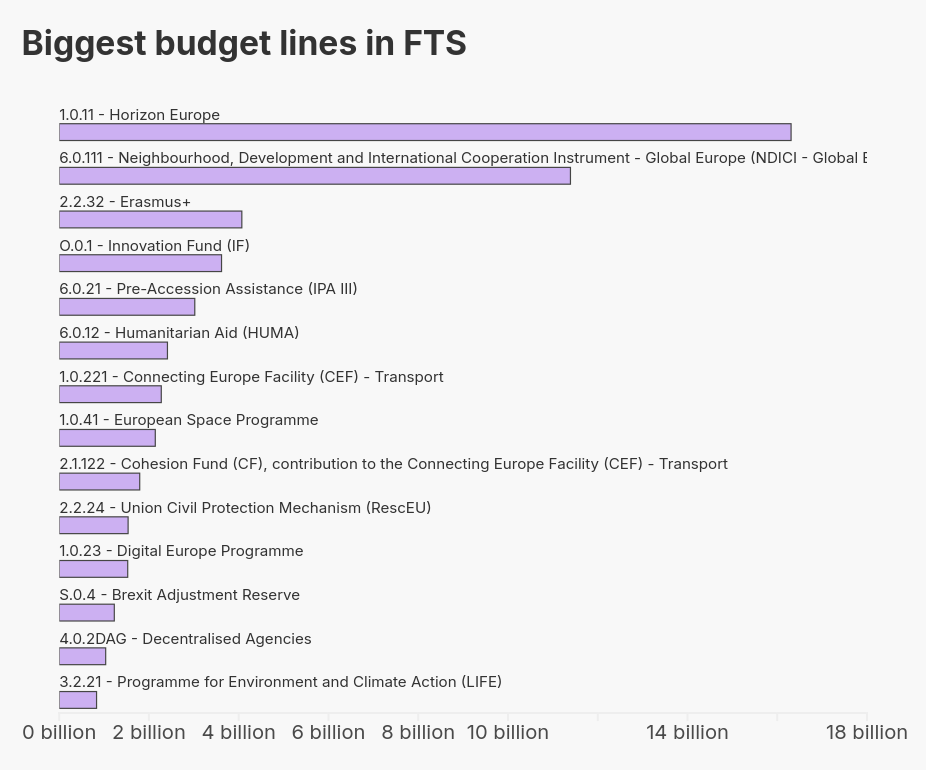 Biggest budget lines in FTS
1.0.11 - Horizon Europe
6.0.111 - Neighbourhood, Development and International Cooperation Instrument - Global Europe (NDICI - Global E
2.2.32 - Erasmus+
O.0.1 - Innovation Fund (IF)
6.0.21 - Pre-Accession Assistance (IPA III)
6.0.12 - Humanitarian Aid (HUMA)
1.0.221 - Connecting Europe Facility (CEF) - Transport
1.0.41 - European Space Programme
2.1.122 - Cohesion Fund (CF), contribution to the Connecting Europe Facility (CEF) - Transport
2.2.24 - Union Civil Protection Mechanism (RescEU)
1.0.23 - Digital Europe Programme
S.0.4 - Brexit Adjustment Reserve
4.0.2DAG - Decentralised Agencies
3.2.21 - Programme for Environment and Climate Action (LIFE)
0 billion 2 billion 4 billion 6 billion 8 billion 10 billion 14 billion 18 billion